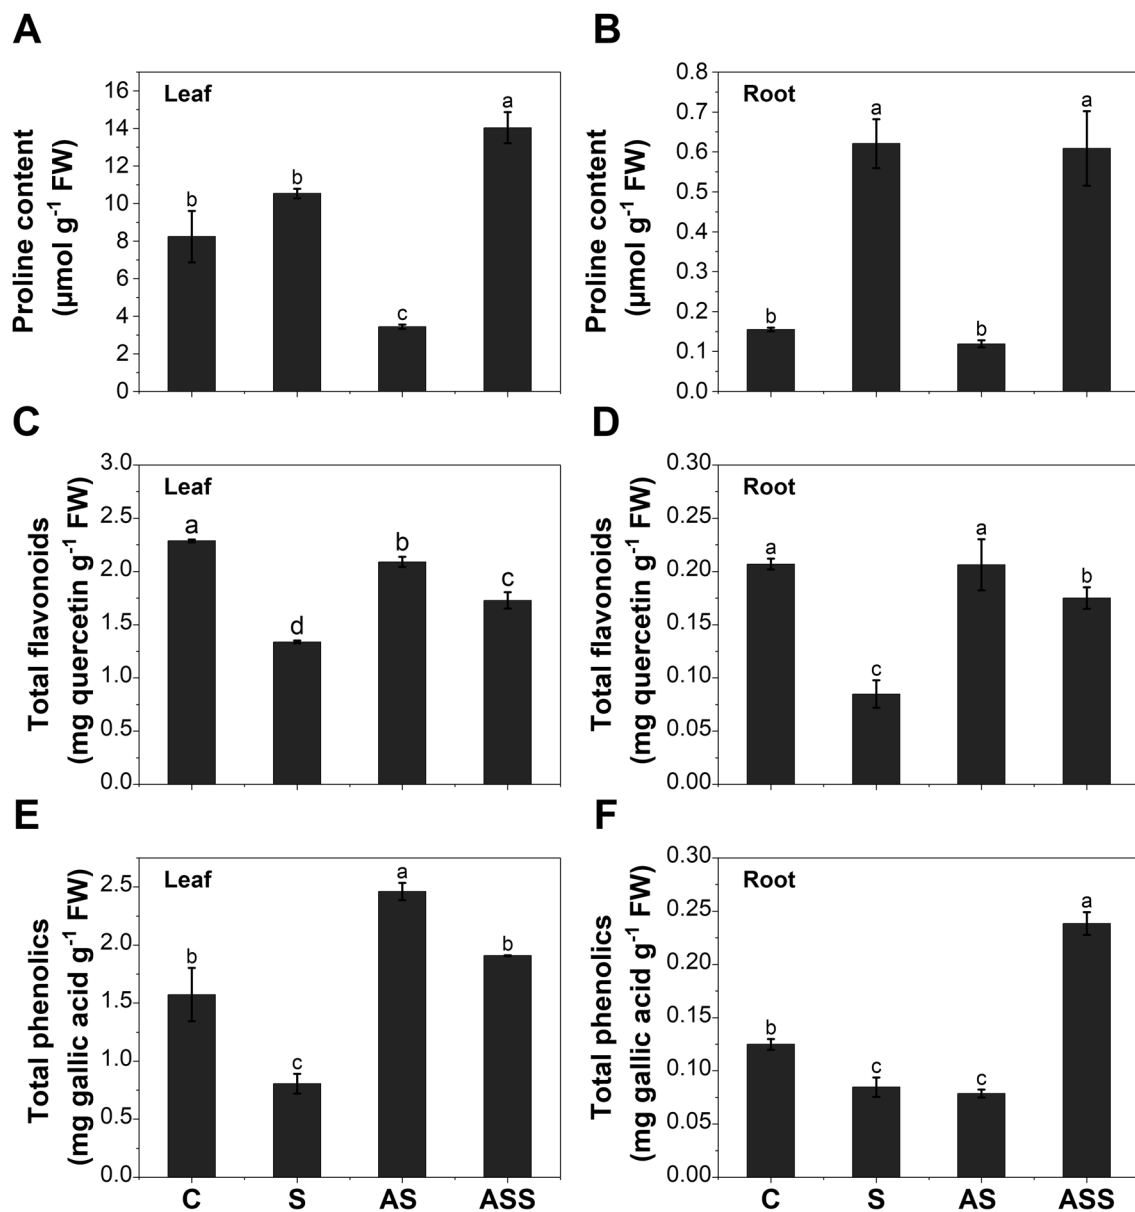 A
Proline content
(µmol g⁻¹ FW)
16
14
12
10
8
6
4
2
0
Leaf
b
b
c
a
B
Proline content
(µmol g⁻¹ FW)
0.8
0.7
0.6
0.5
0.4
0.3
0.2
0.1
0.0
Root
b
a
b
a
C
Total flavonoids
(mg quercetin g⁻¹ FW)
3.0
2.5
2.0
1.5
1.0
0.5
0.0
Leaf
a
d
b
c
D
Total flavonoids
(mg quercetin g⁻¹ FW)
0.30
0.25
0.20
0.15
0.10
0.05
0.00
Root
a
c
a
b
E
Total phenolics
(mg gallic acid g⁻¹ FW)
2.5
2.0
1.5
1.0
0.5
0.0
Leaf
b
c
a
b
C S AS ASS
F
Total phenolics
(mg gallic acid g⁻¹ FW)
0.30
0.25
0.20
0.15
0.10
0.05
0.00
Root
b
c
c
a
C S AS ASS